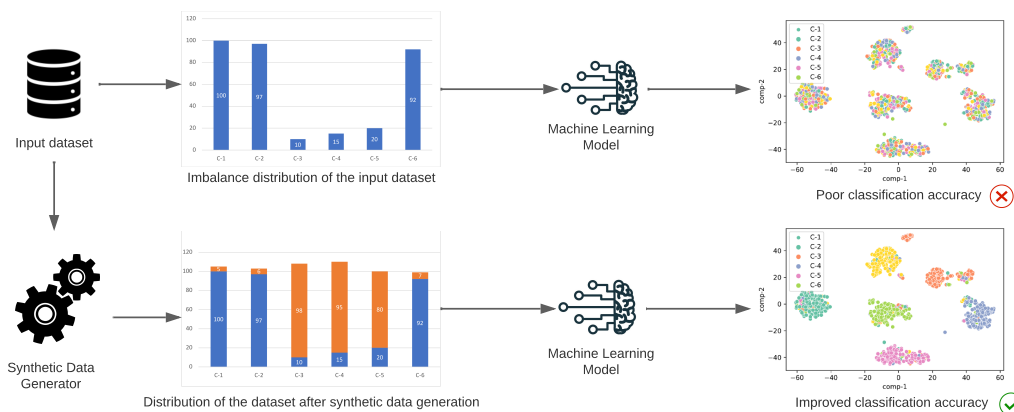 120
100
80
60
40
20
0
100
97
10
15
20
92
C-1
C-2
C-3
C-4
C-5
C-6
Imbalance distribution of the input dataset
Input dataset
Machine Learning
Model
C-1
C-2
C-3
C-4
C-5
C-6
comp-2
40
20
0
−20
−40
−60
−40
−20
0
20
40
60
comp-1
Poor classification accuracy
Synthetic Data
Generator
120
100
80
60
40
20
0
5
6
98
95
80
7
100
97
10
15
20
92
C-1
C-2
C-3
C-4
C-5
C-6
Distribution of the dataset after synthetic data generation
Machine Learning
Model
C-1
C-2
C-3
C-4
C-5
C-6
comp-2
40
20
0
−20
−40
−60
−40
−20
0
20
40
60
comp-1
Improved classification accuracy